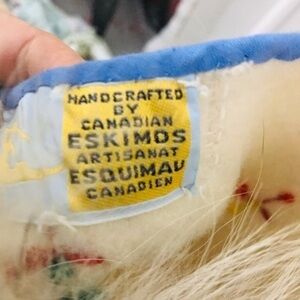 HANDCRAFTED
BY
CANADIAN
ESKIMOS
ARTISANAT
ESQUIMAU
CANADIEN